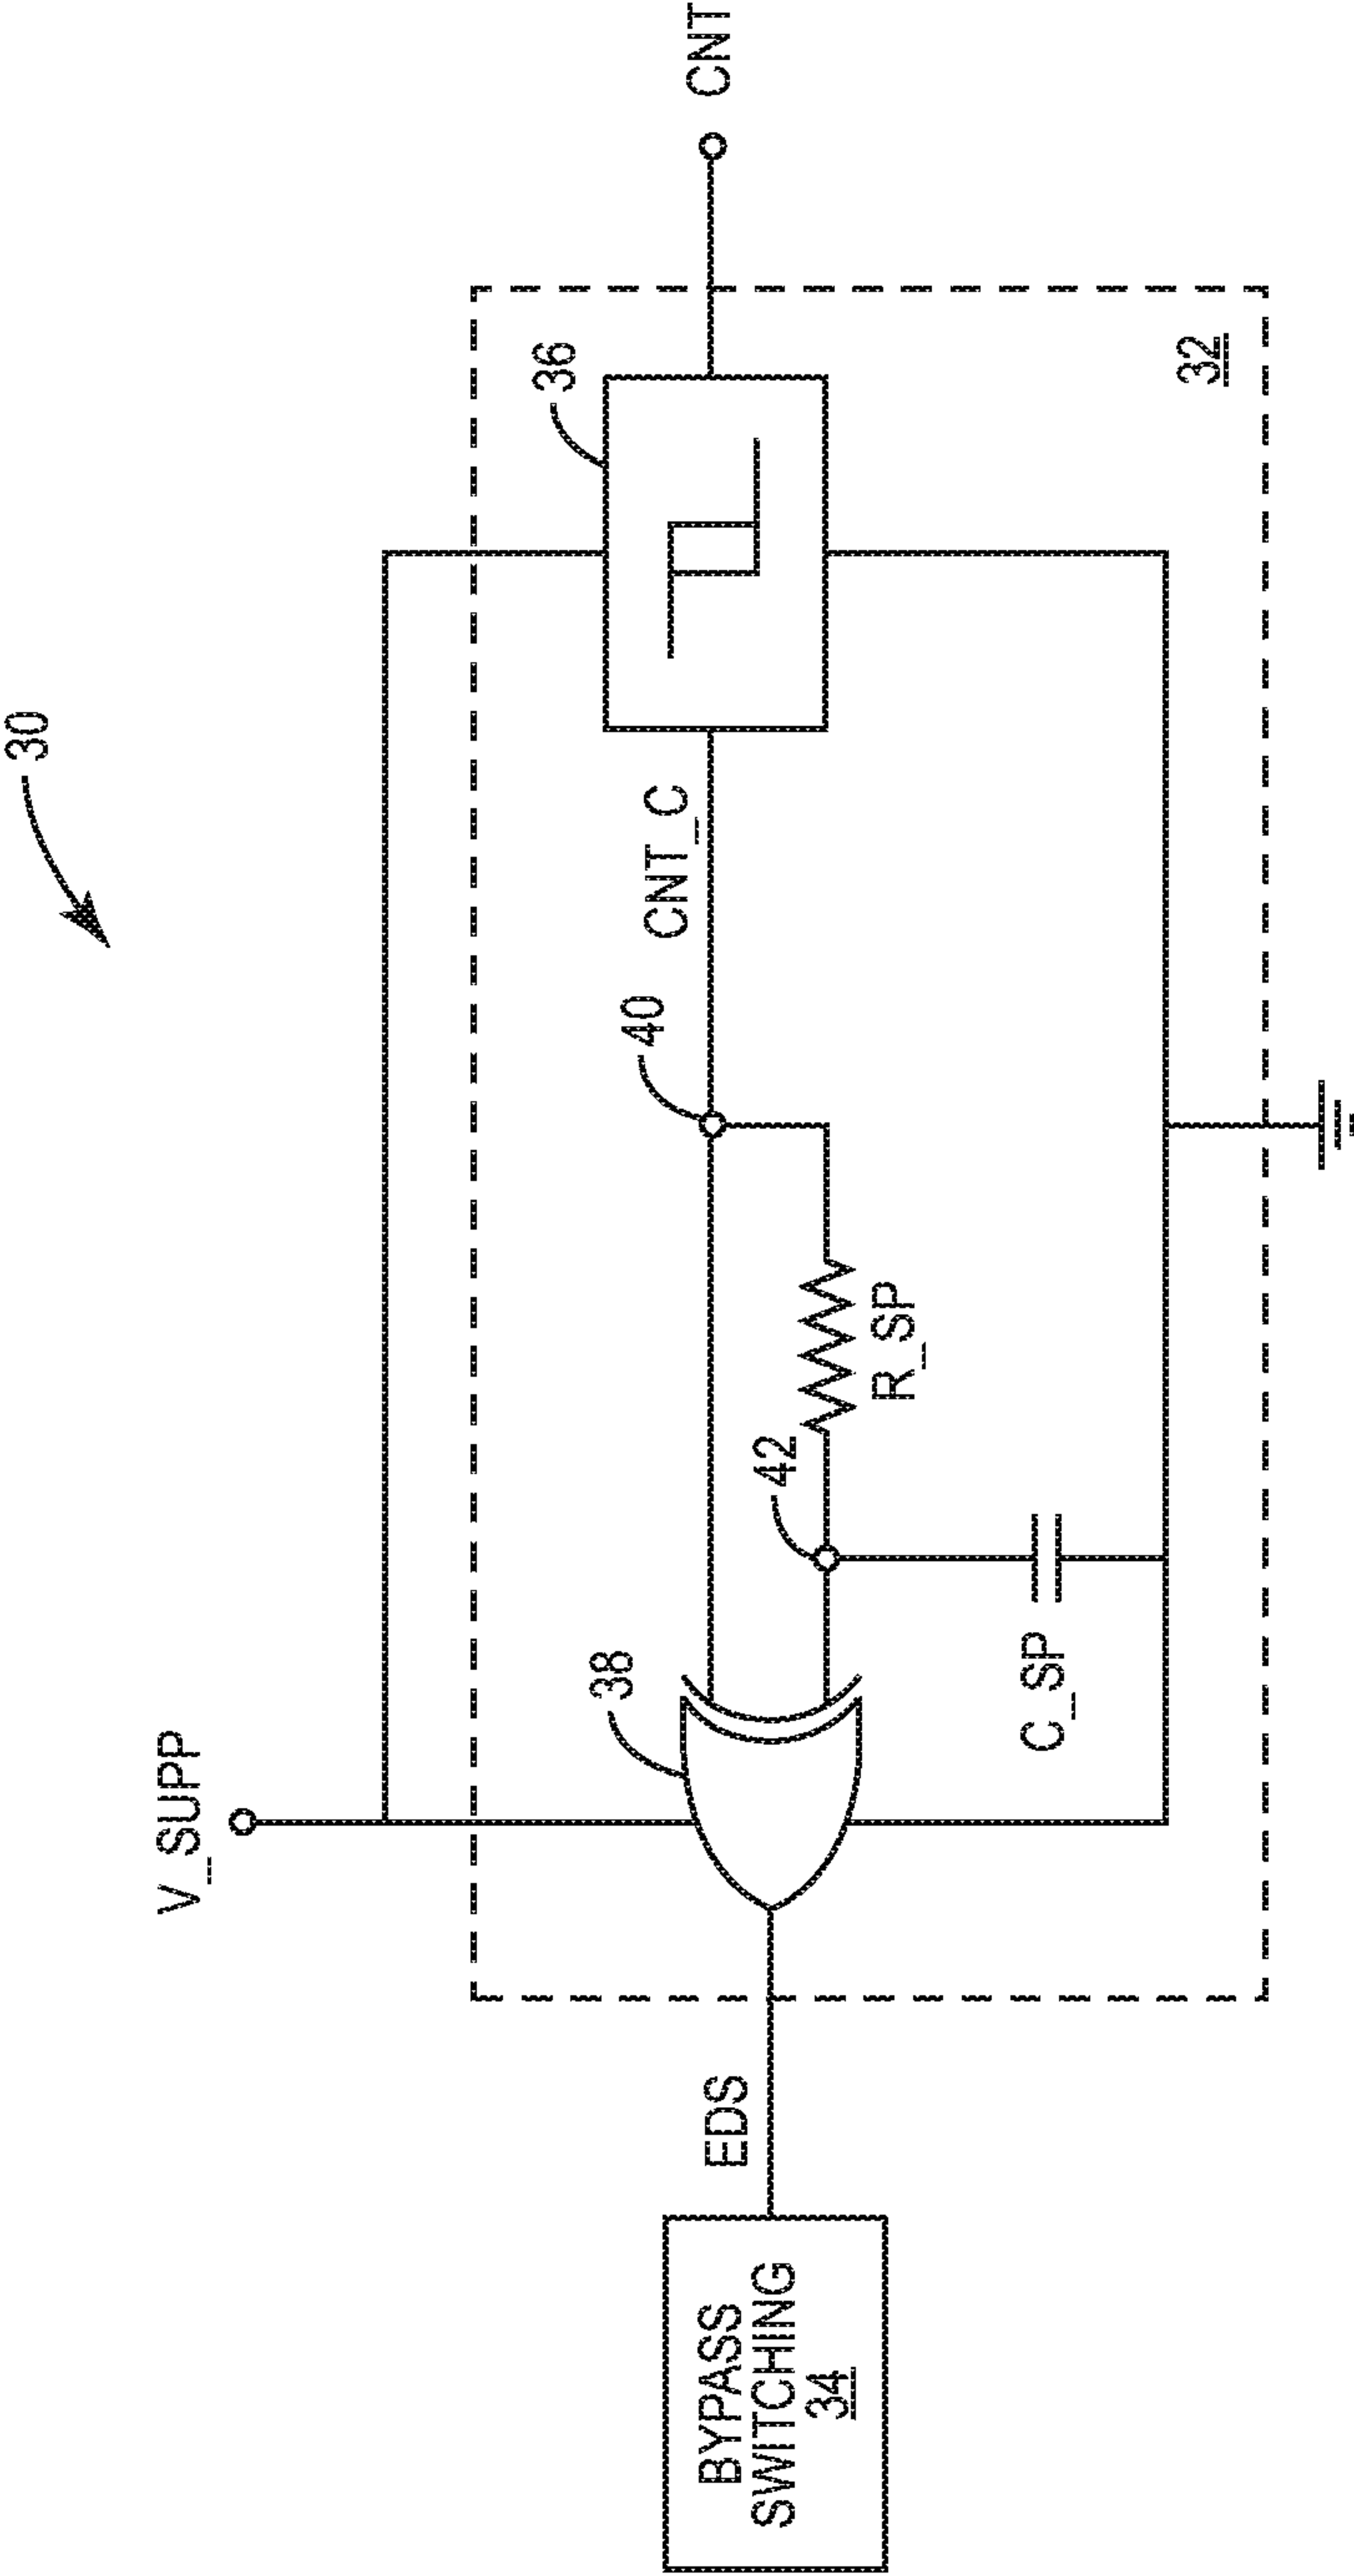 30
V_SUPP
CNT
36
32
CNT_C
40
R_SP
42
38
C_SP
EDS
BYPASS
SWITCHING
34